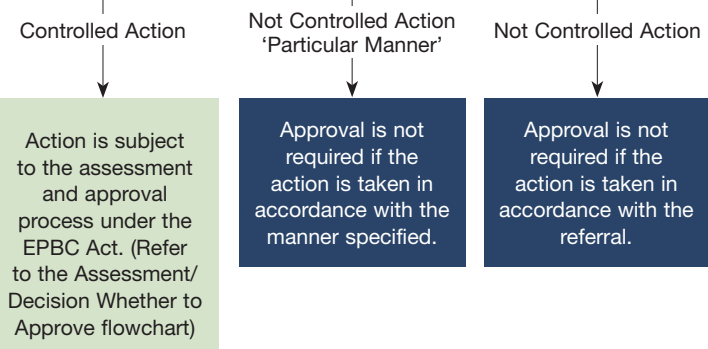 Controlled Action
Not Controlled Action
‘Particular Manner’
Not Controlled Action
Action is subject
to the assessment
and approval
process under the
EPBC Act. (Refer
to the Assessment/
Decision Whether to
Approve flowchart)
Approval is not
required if the
action is taken in
accordance with the
manner specified.
Approval is not
required if the
action is taken in
accordance with the
referral.